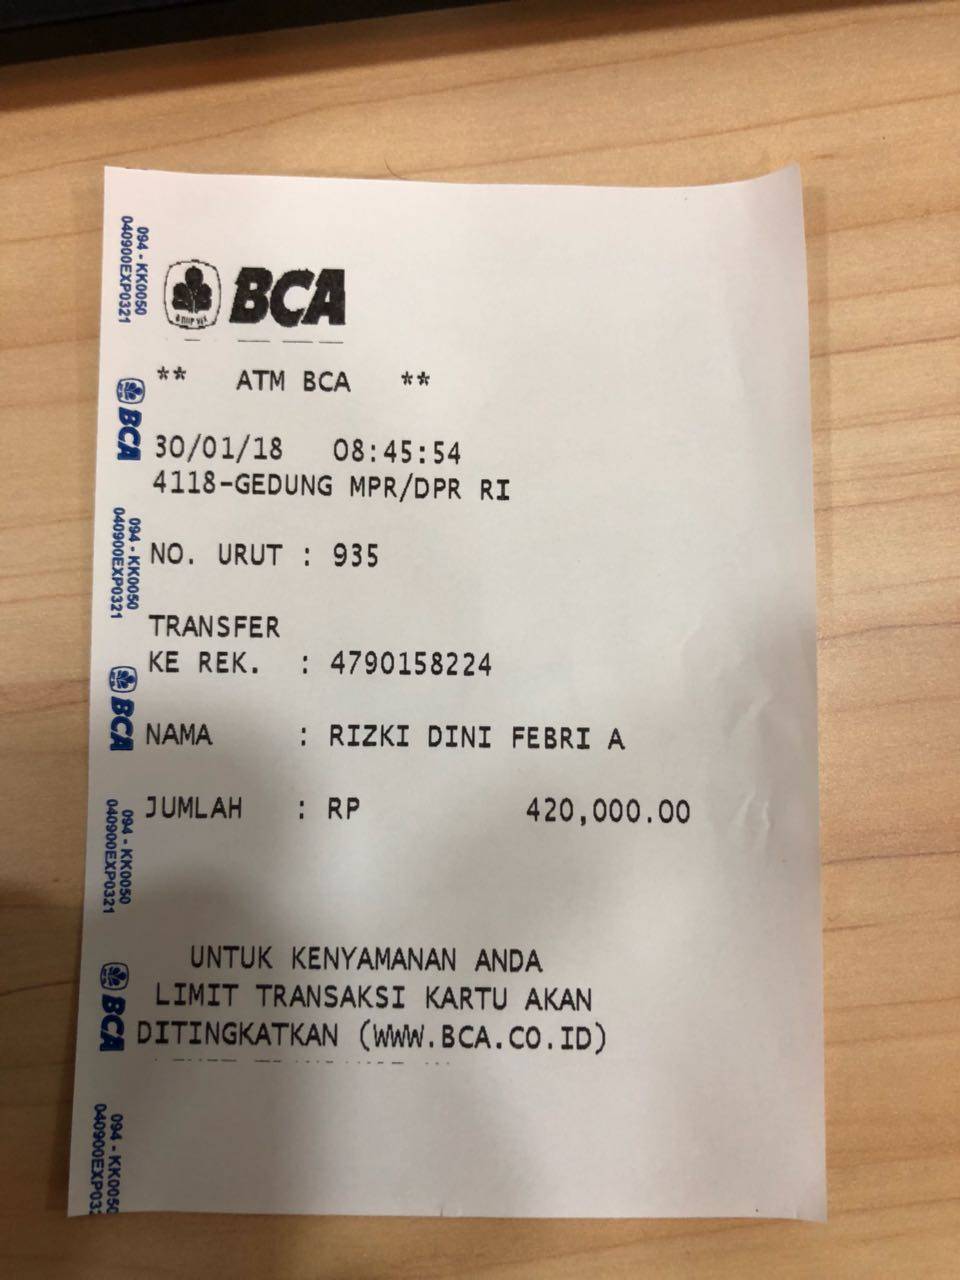 BCA
** ATM BCA **
30/01/18 08:45:54
4118-GEDUNG MPR/DPR RI
NO. URUT : 935
TRANSFER
KE REK. : 4790158224
NAMA : RIZKI DINI FEBRI A
JUMLAH : RP 420,000.00
UNTUK KENYAMANAN ANDA
LIMIT TRANSAKSI KARTU AKAN
DITINGKATKAN (WWW.BCA.CO.ID)
094 - KK0050
040900EXP0321
BCA
094 - KK0050
040900EXP0321
BCA
094 - KK0050
040900EXP0321
BCA
094 - KK0050